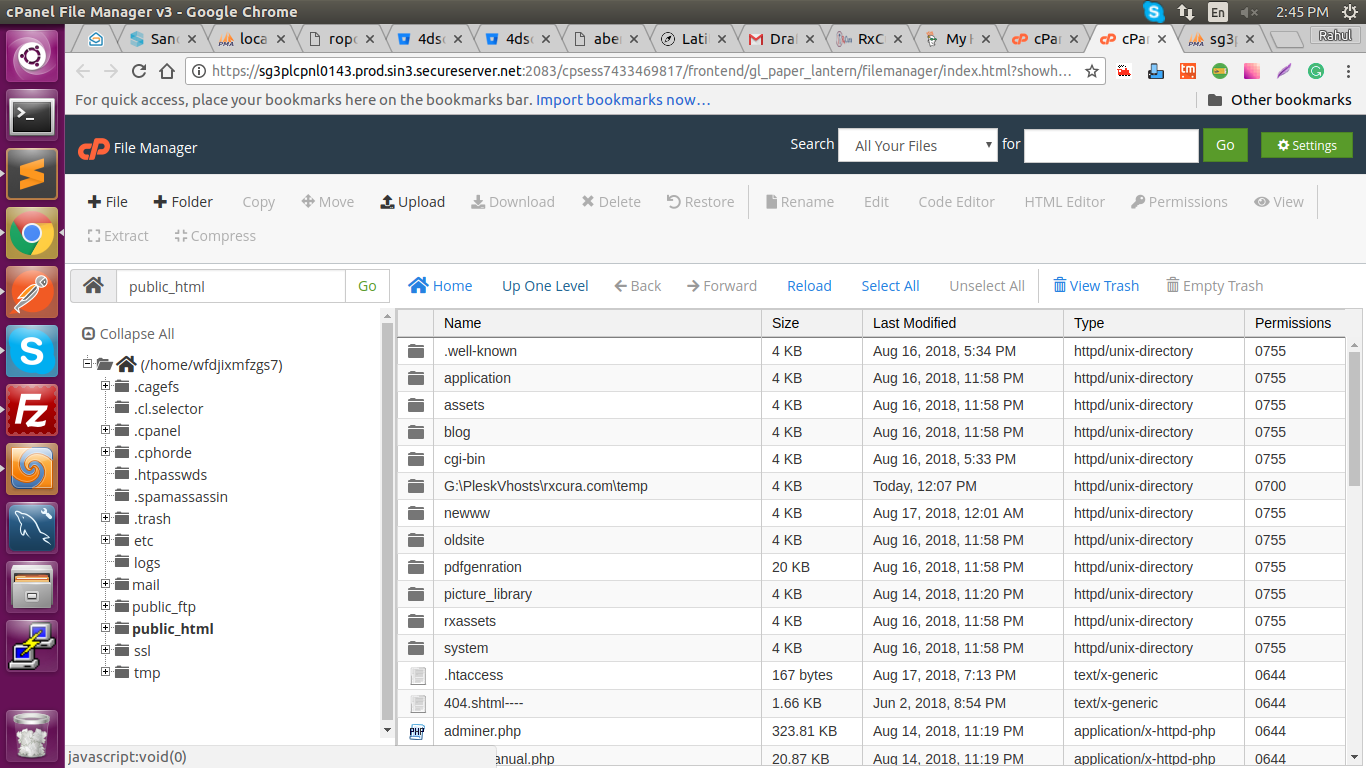 cPanel File Manager v3 - Google Chrome
En
2:45 PM
San
loca
ropo
4dso
4dso
aber
Lati
Dral
RxC
My H
cPar
cPar
sg3p
Rahul
https://sg3plcpnl0143.prod.sin3.secureserver.net:2083/cpsess7433469817/frontend/gl_paper_lantern/filemanager/index.html?showh...
For quick access, place your bookmarks here on the bookmarks bar. Import bookmarks now...
Other bookmarks
cP File Manager
Search All Your Files for Go Settings
File Folder Copy Move Upload Download Delete Restore Rename Edit Code Editor HTML Editor Permissions View
Extract Compress
public_html Go Home Up One Level Back Forward Reload Select All Unselect All View Trash Empty Trash
Collapse All
(/home/wfdjixmfzgs7)
.cagefs
.cl.selector
.cpanel
.cphorde
.htpasswds
.spamassassin
.trash
etc
logs
mail
public_ftp
public_html
ssl
tmp
Name Size Last Modified Type Permissions
.well-known 4 KB Aug 16, 2018, 5:34 PM httpd/unix-directory 0755
application 4 KB Aug 16, 2018, 11:58 PM httpd/unix-directory 0755
assets 4 KB Aug 16, 2018, 11:58 PM httpd/unix-directory 0755
blog 4 KB Aug 16, 2018, 11:58 PM httpd/unix-directory 0755
cgi-bin 4 KB Aug 16, 2018, 5:33 PM httpd/unix-directory 0755
G:\PleskVhosts\rxcura.com\temp 4 KB Today, 12:07 PM httpd/unix-directory 0700
newww 4 KB Aug 17, 2018, 12:01 AM httpd/unix-directory 0755
oldsite 4 KB Aug 16, 2018, 11:58 PM httpd/unix-directory 0755
pdfgenration 20 KB Aug 16, 2018, 11:58 PM httpd/unix-directory 0755
picture_library 4 KB Aug 14, 2018, 11:20 PM httpd/unix-directory 0755
rxassets 4 KB Aug 16, 2018, 11:58 PM httpd/unix-directory 0755
system 4 KB Aug 16, 2018, 11:58 PM httpd/unix-directory 0755
.htaccess 167 bytes Aug 17, 2018, 7:13 PM text/x-generic 0644
404.shtml---- 1.66 KB Jun 2, 2018, 8:54 PM text/x-generic 0644
PHP adminer.php 323.81 KB Aug 14, 2018, 11:19 PM application/x-httpd-php 0644
anual.php 20.87 KB Aug 14, 2018, 11:19 PM application/x-httpd-php 0644
javascript:void(0)